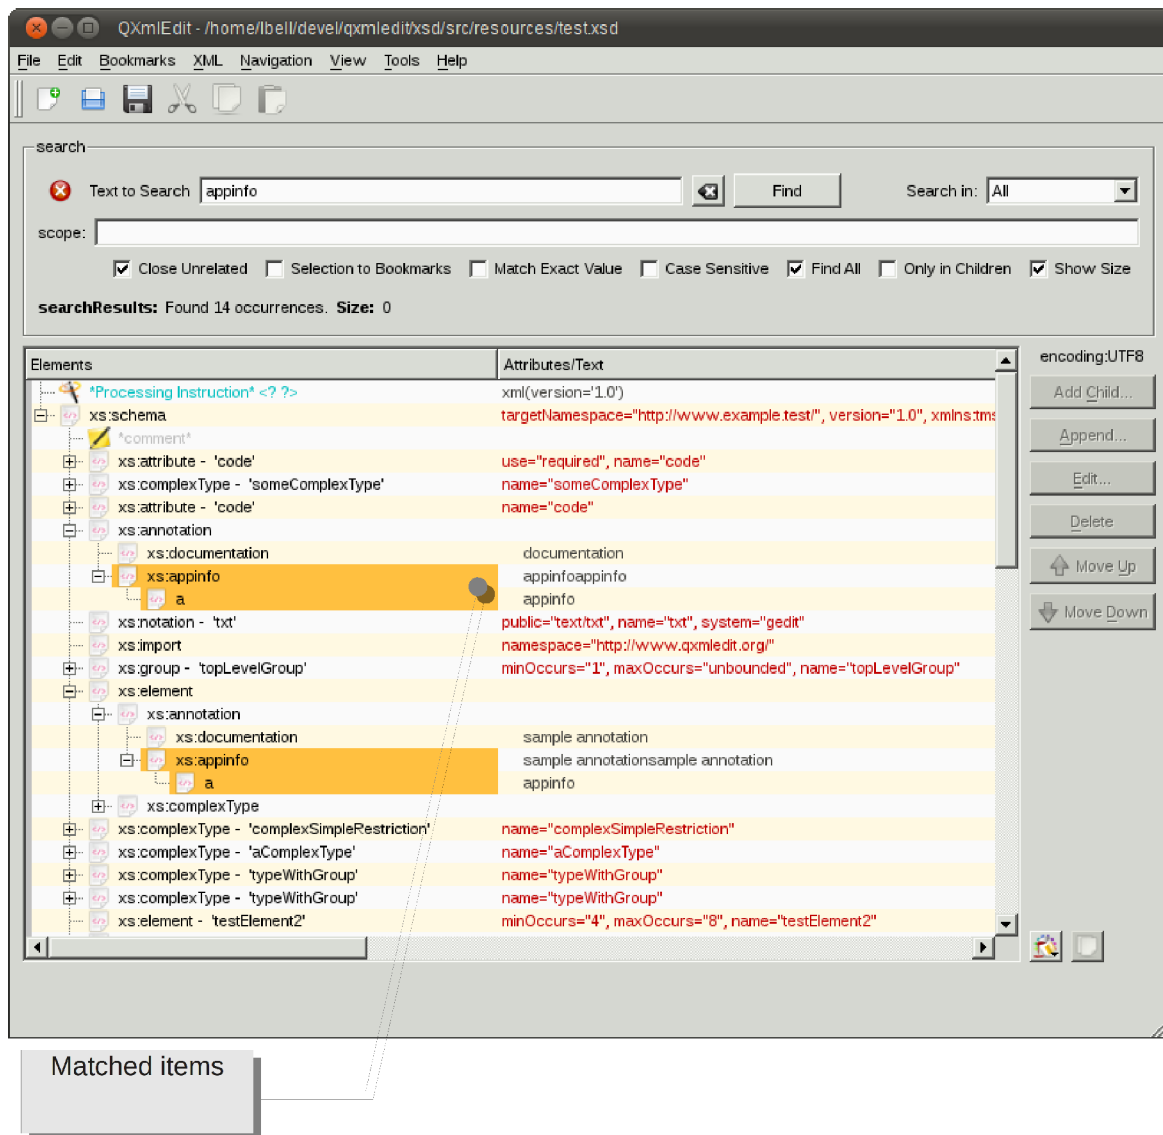 QXmlEdit - /home/lbell/devel/qxmledit/xsd/src/resources/test.xsd
File Edit Bookmarks XML Navigation View Tools Help
search
Text to Search appinfo Find Search in: All
scope:
Close Unrelated Selection to Bookmarks Match Exact Value Case Sensitive Find All Only in Children Show Size
searchResults: Found 14 occurrences. Size: 0
Elements Attributes/Text encoding:UTF8
*Processing Instruction* <? ?> xml(version='1.0') Add Child...
xs:schema targetNamespace="http://www.example.test/", version="1.0", xmlns:tms
*comment* Append...
xs:attribute - 'code' use="required", name="code"
xs:complexType - 'someComplexType' name="someComplexType" Edit...
xs:attribute - 'code' name="code"
xs:annotation Delete
xs:documentation documentation
xs:appinfo appinfoappinfo Move Up
a appinfo
xs:notation - 'txt' public="text/txt", name="txt", system="gedit" Move Down
xs:import namespace="http://www.qxmledit.org/"
xs:group - 'topLevelGroup' minOccurs="1", maxOccurs="unbounded", name="topLevelGroup"
xs:element
xs:annotation
xs:documentation sample annotation
xs:appinfo sample annotationsample annotation
a appinfo
xs:complexType
xs:complexType - 'complexSimpleRestriction' name="complexSimpleRestriction"
xs:complexType - 'aComplexType' name="aComplexType"
xs:complexType - 'typeWithGroup' name="typeWithGroup"
xs:complexType - 'typeWithGroup' name="typeWithGroup"
xs:element - 'testElement2' minOccurs="4", maxOccurs="8", name="testElement2"
Matched items